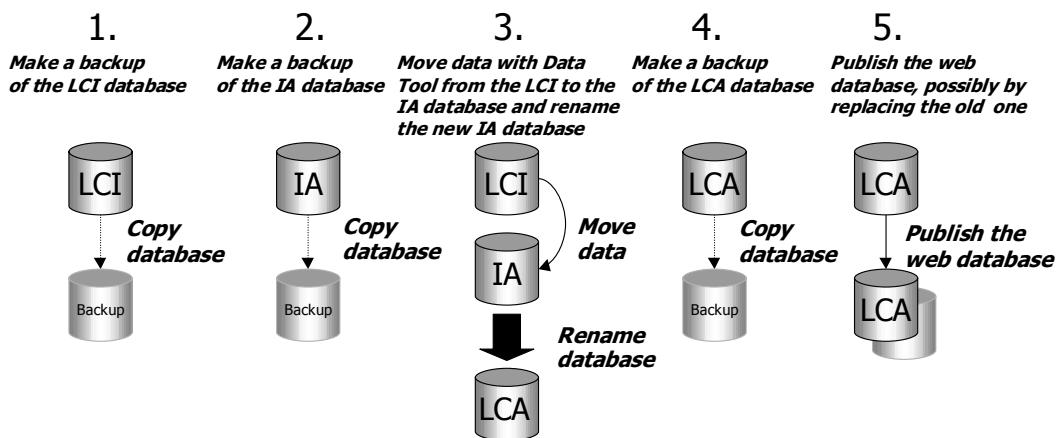 1.
Make a backup
of the LCI database
LCI
Copy
database
Backup
2.
Make a backup
of the IA database
IA
Copy
database
Backup
3.
Move data with Data
Tool from the LCI to the
IA database and rename
the new IA database
LCI
Move
data
IA
Rename
database
LCA
4.
Make a backup
of the LCA database
LCA
Copy
database
Backup
5.
Publish the web
database, possibly by
replacing the old one
LCA
Publish the
web database
LCA